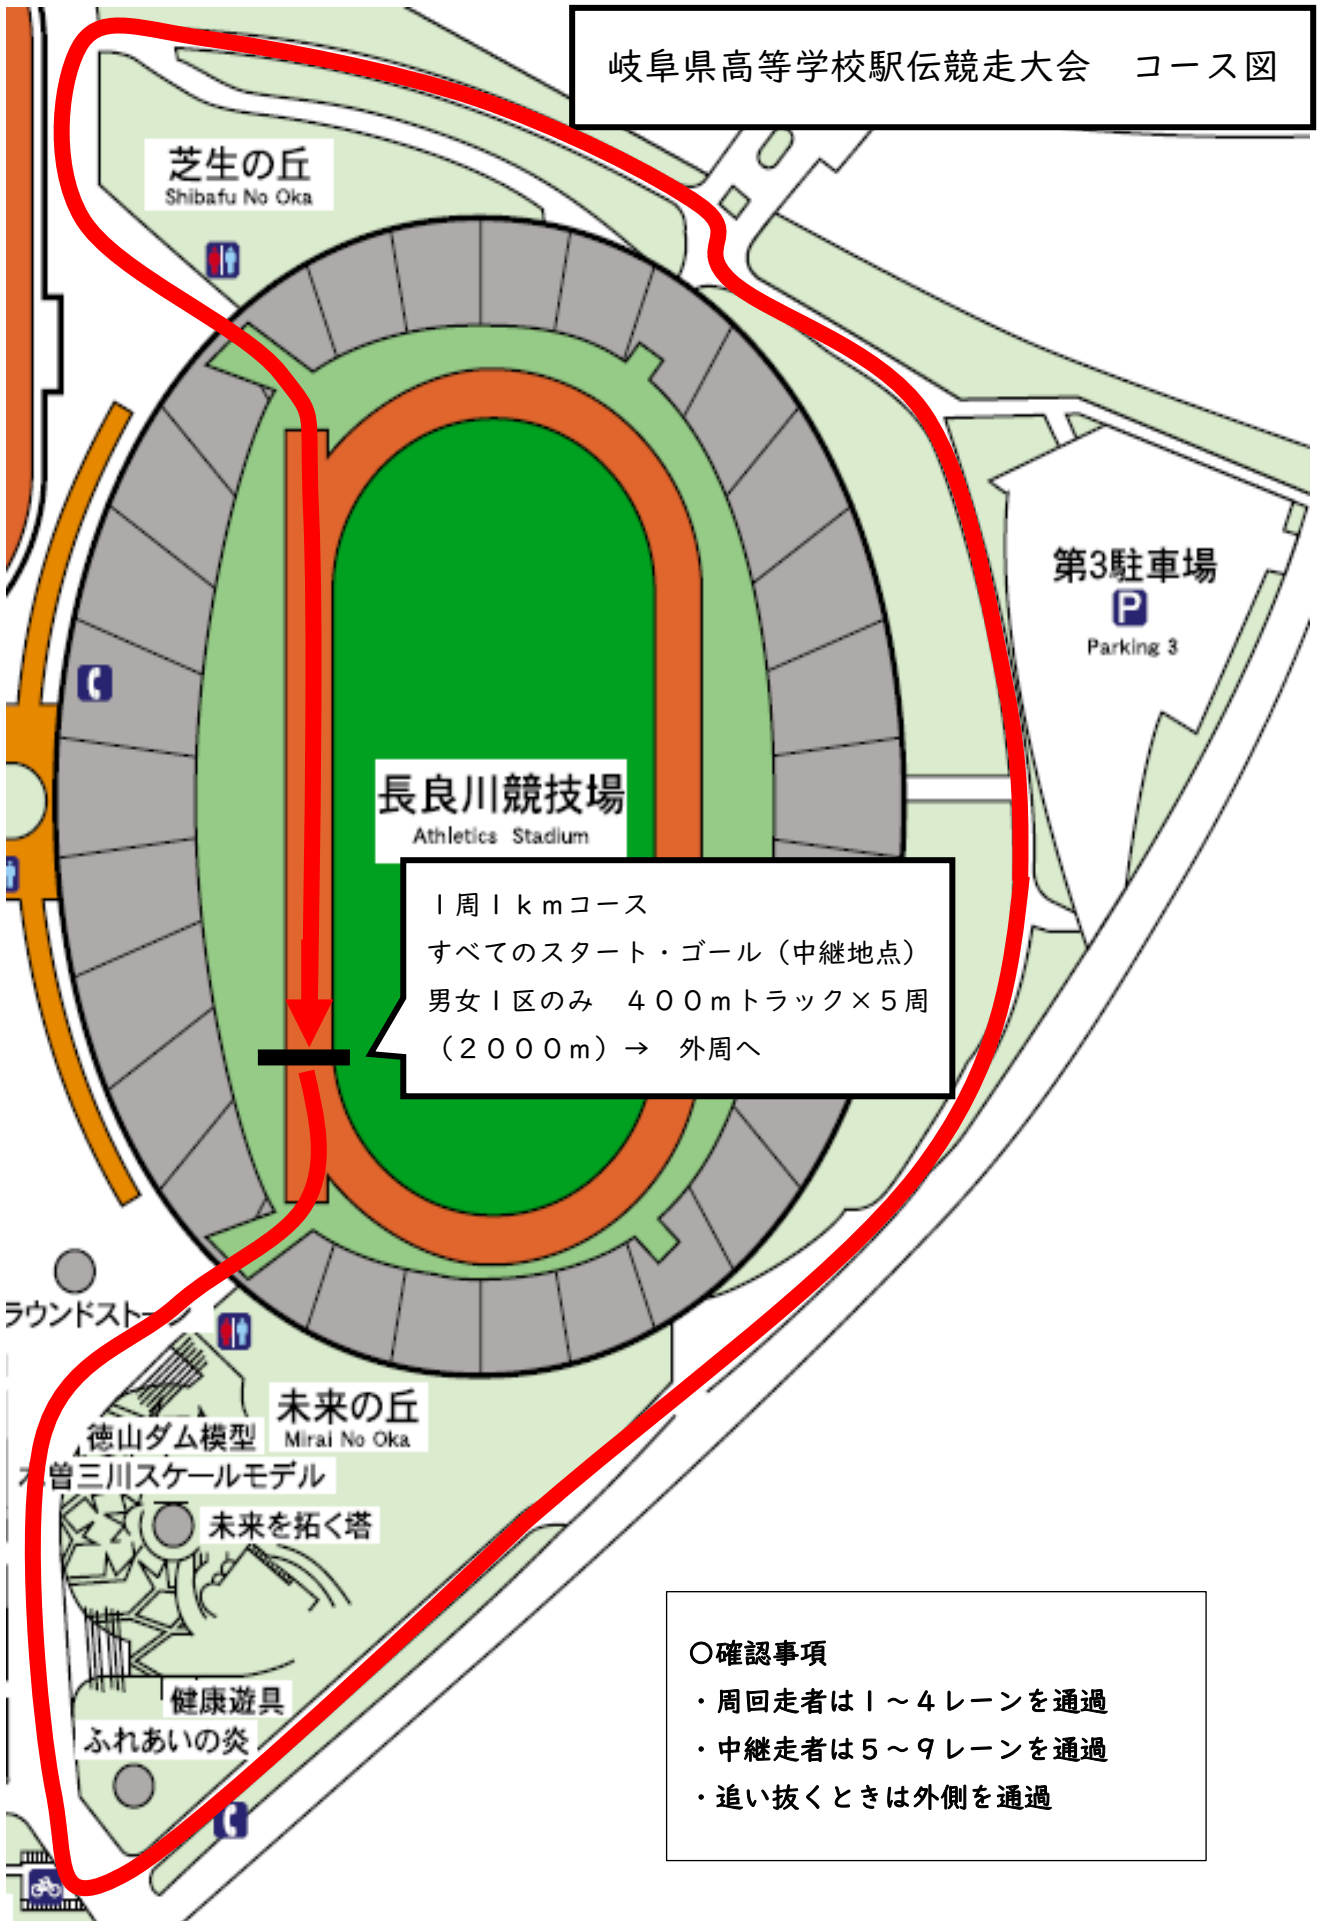 岐阜県高等学校駅伝競走大会　コース図
芝生の丘
Shibafu No Oka
第3駐車場
P
Parking 3
長良川競技場
Athletics Stadium
１周１ｋｍコース
すべてのスタート・ゴール（中継地点）
男女１区のみ　４００ｍトラック×５周
（２０００ｍ）→　外周へ
ラウンドストーン
未来の丘
Mirai No Oka
徳山ダム模型
木曽三川スケールモデル
未来を拓く塔
健康遊具
ふれあいの炎
○確認事項
・周回走者は１～４レーンを通過
・中継走者は５～９レーンを通過
・追い抜くときは外側を通過